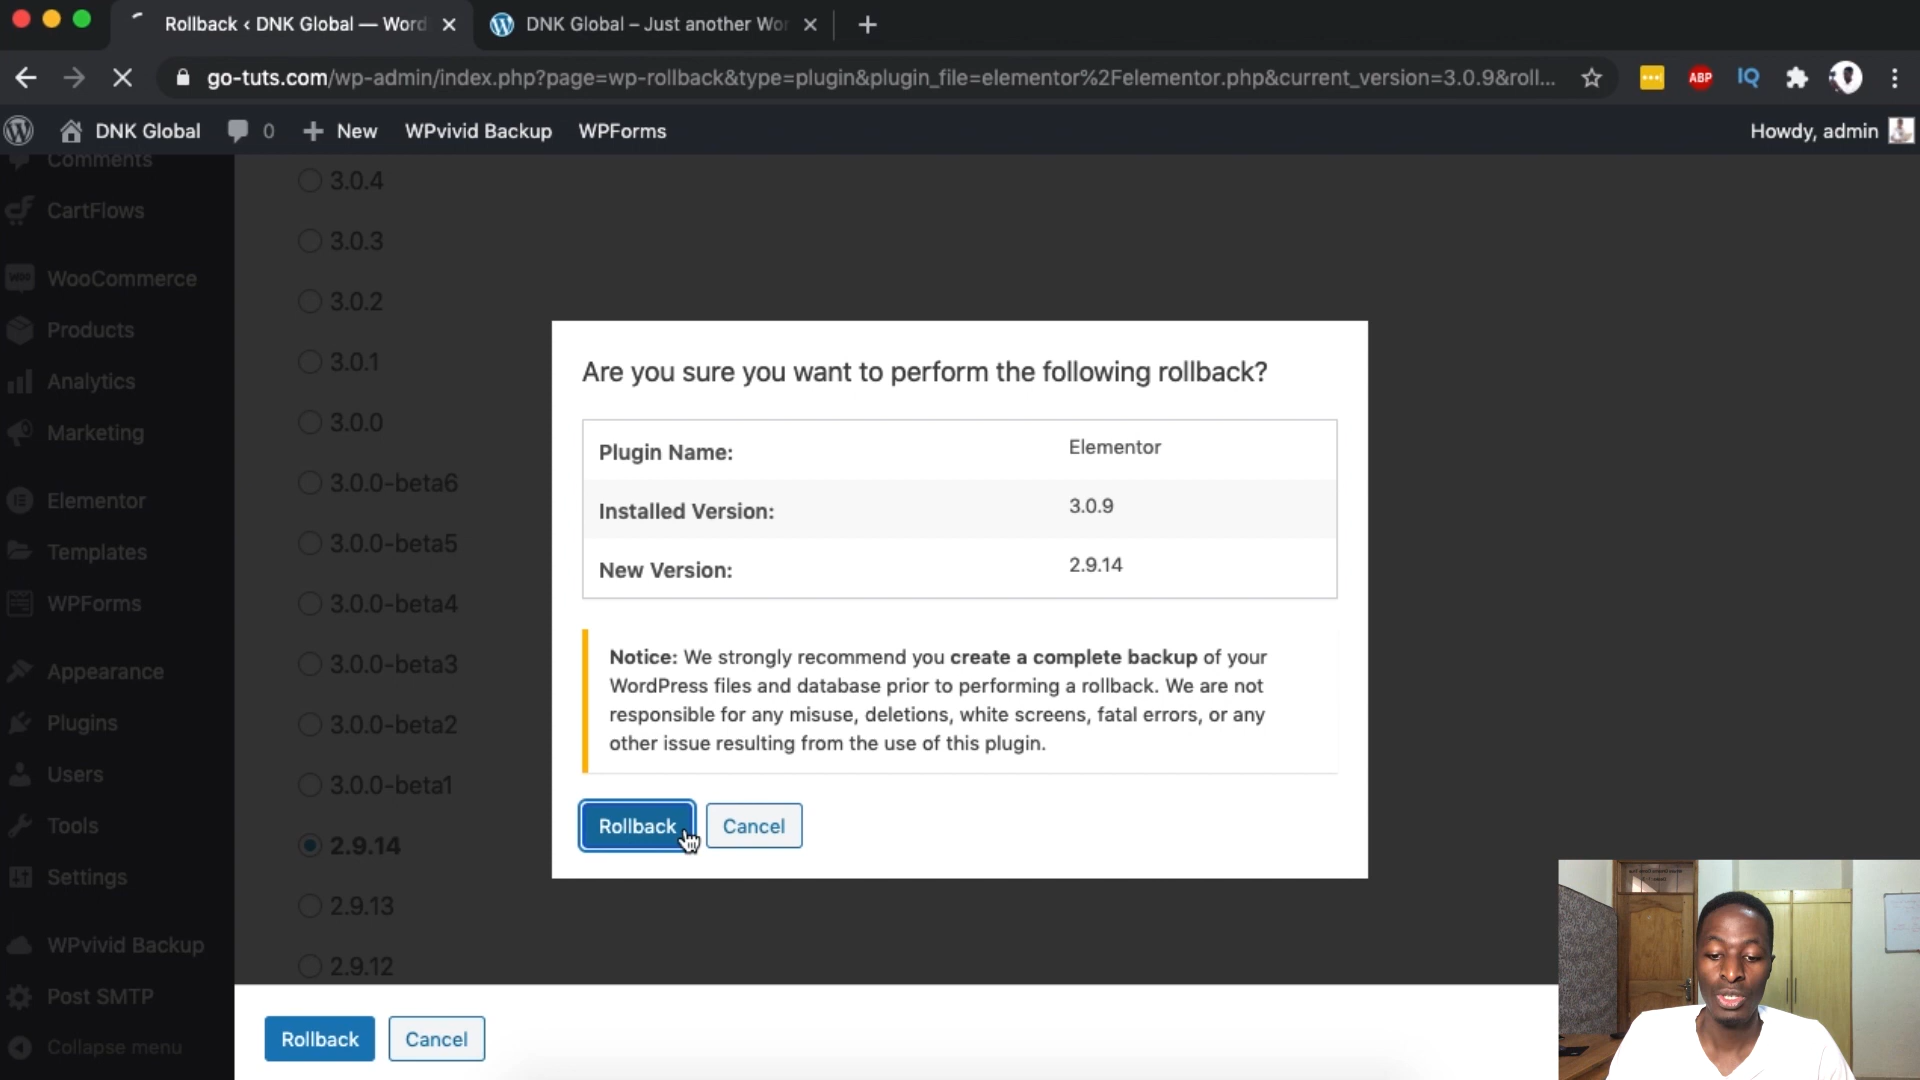 Rollback ‹ DNK Global — Word
DNK Global – Just another Wor
go-tuts.com/wp-admin/index.php?page=wp-rollback&type=plugin&plugin_file=elementor%2Felementor.php&current_version=3.0.9&roll...
ABP
IQ
DNK Global
0
New
WPvivid Backup
WPForms
Howdy, admin
Comments
CartFlows
WooCommerce
Products
Analytics
Marketing
Elementor
Templates
WPForms
Appearance
Plugins
Users
Tools
Settings
WPvivid Backup
Post SMTP
Collapse menu
3.0.4
3.0.3
3.0.2
3.0.1
3.0.0
3.0.0-beta6
3.0.0-beta5
3.0.0-beta4
3.0.0-beta3
3.0.0-beta2
3.0.0-beta1
2.9.14
2.9.13
2.9.12
Are you sure you want to perform the following rollback?
Plugin Name: Elementor
Installed Version: 3.0.9
New Version: 2.9.14
Notice: We strongly recommend you create a complete backup of your
WordPress files and database prior to performing a rollback. We are not
responsible for any misuse, deletions, white screens, fatal errors, or any
other issue resulting from the use of this plugin.
Rollback
Cancel
Rollback
Cancel